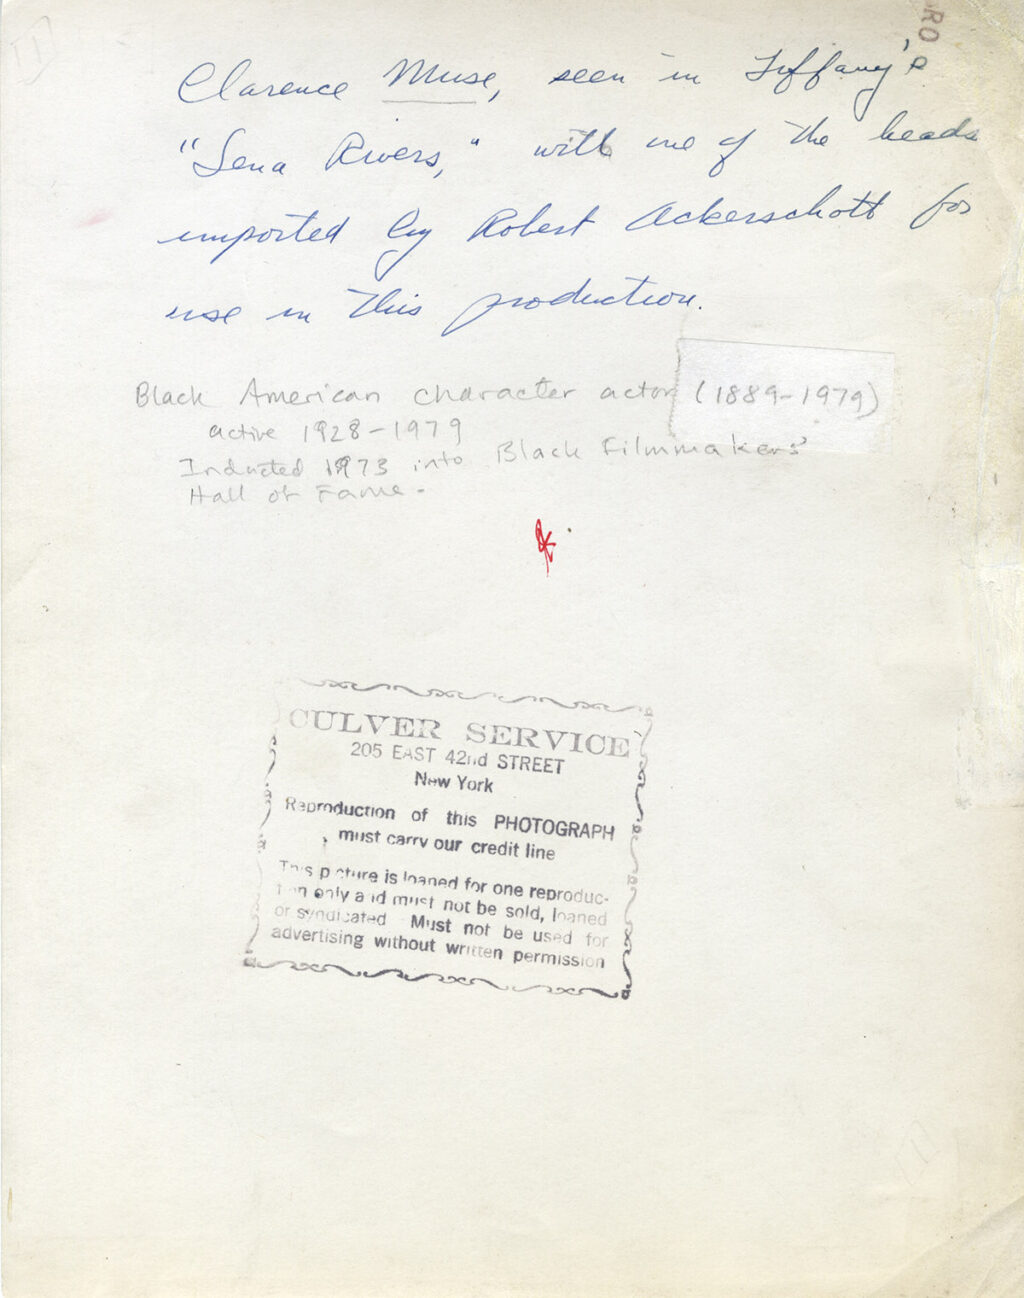 RO
Clarence Muse, seen in Tiffany's
"Lena Rivers," with one of the heads
imported by Robert Ackerschott for
use in this production.
Black American character actor (1889-1979)
active 1928-1979
Inducted 1973 into Black Filmmakers'
Hall of Fame.
CULVER SERVICE
205 EAST 42nd STREET
New York
Reproduction of this PHOTOGRAPH
must carry our credit line
This picture is loaned for one reproduc-
tion only and must not be sold, loaned
or syndicated Must not be used for
advertising without written permission